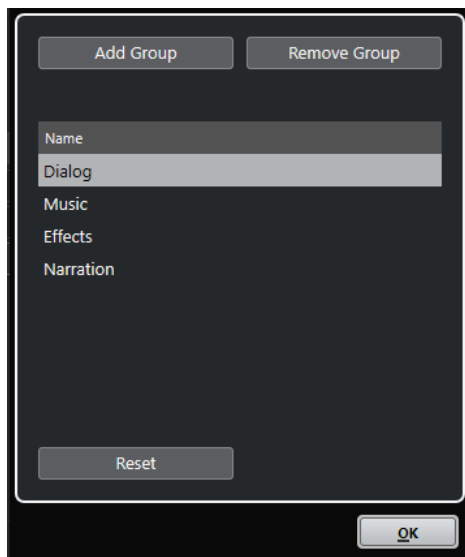 Add Group Remove Group
Name
Dialog
Music
Effects
Narration
Reset
OK